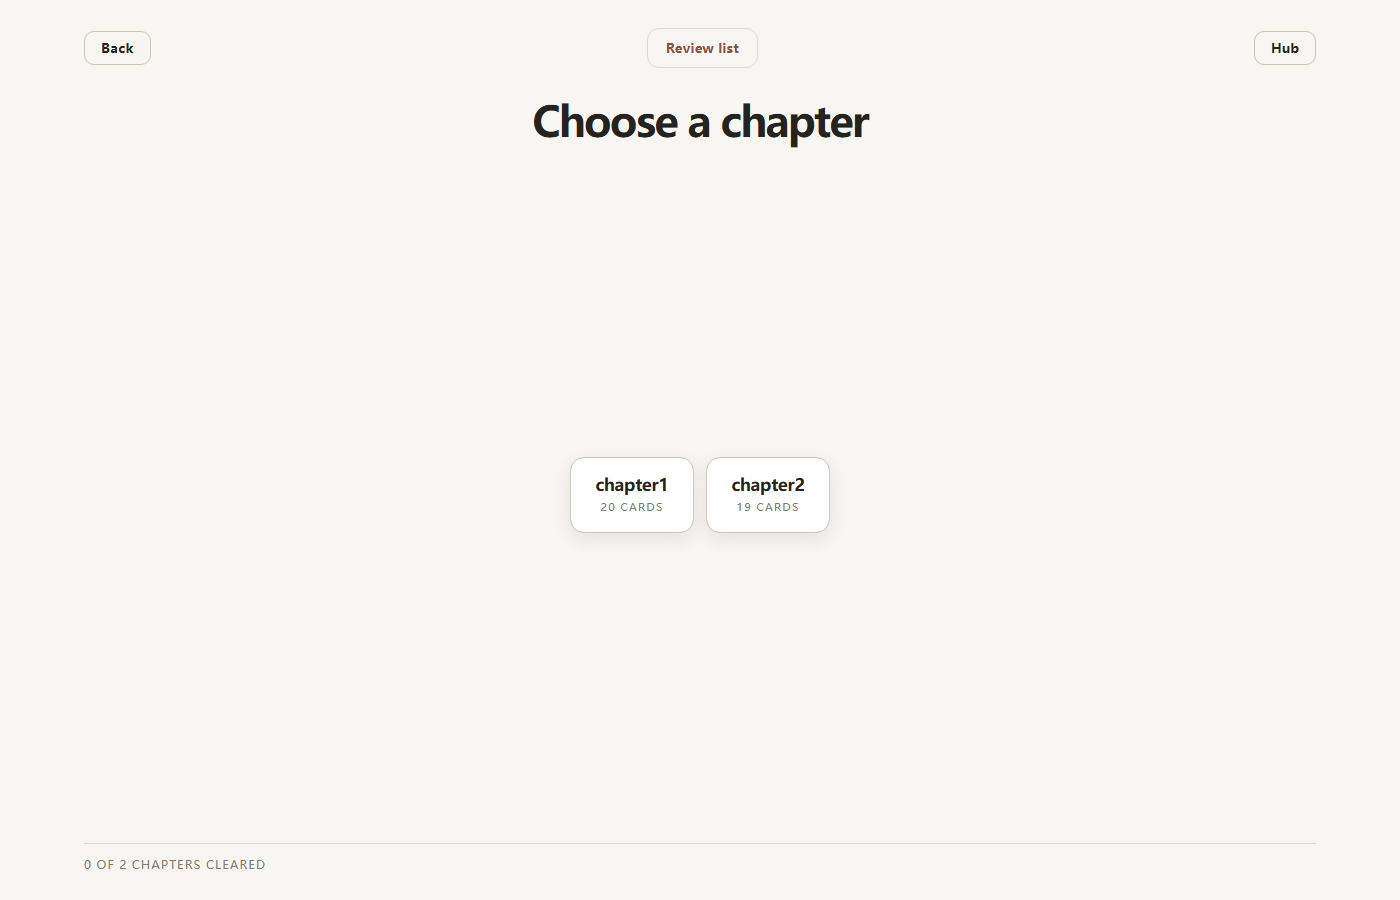 Back
Review list
Hub
Choose a chapter
chapter1
20 CARDS
chapter2
19 CARDS
0 OF 2 CHAPTERS CLEARED